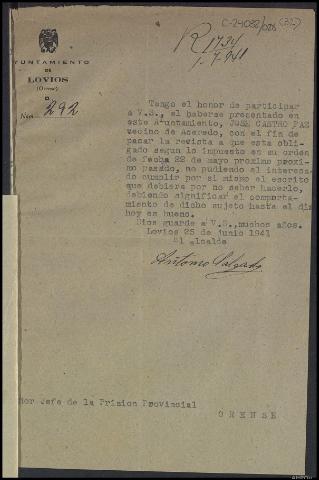 C-24082/008 (32)
R 1734
1-7-941
AYUNTAMIENTO
DE
LOVIOS
(Orense)
Núm. 292
Tengo el honor de participar
a V.S., el haberse presentado en
este Ayuntamiento, JOSE CASTRO PAZ
vecino de Aceredo, con el fin de
pasar la revista a que esta obli-
gado segun lo impuesto en su orden
de fecha 22 de mayo proximo proxi-
mo pasado, no pudiendo el interesa-
do cumplir por si mismo el escrito
que debiera por no saber hacerlo,
debiendo significar el comporta-
miento de dicho sujeto hasta el dia
hoy es bueno.
Dios guarde a V.S., muchos años.
Lovios 25 de junio 1941
El alcalde
Antonio Salgado
ñor Jefe de la Prision Provincial
ORENSE